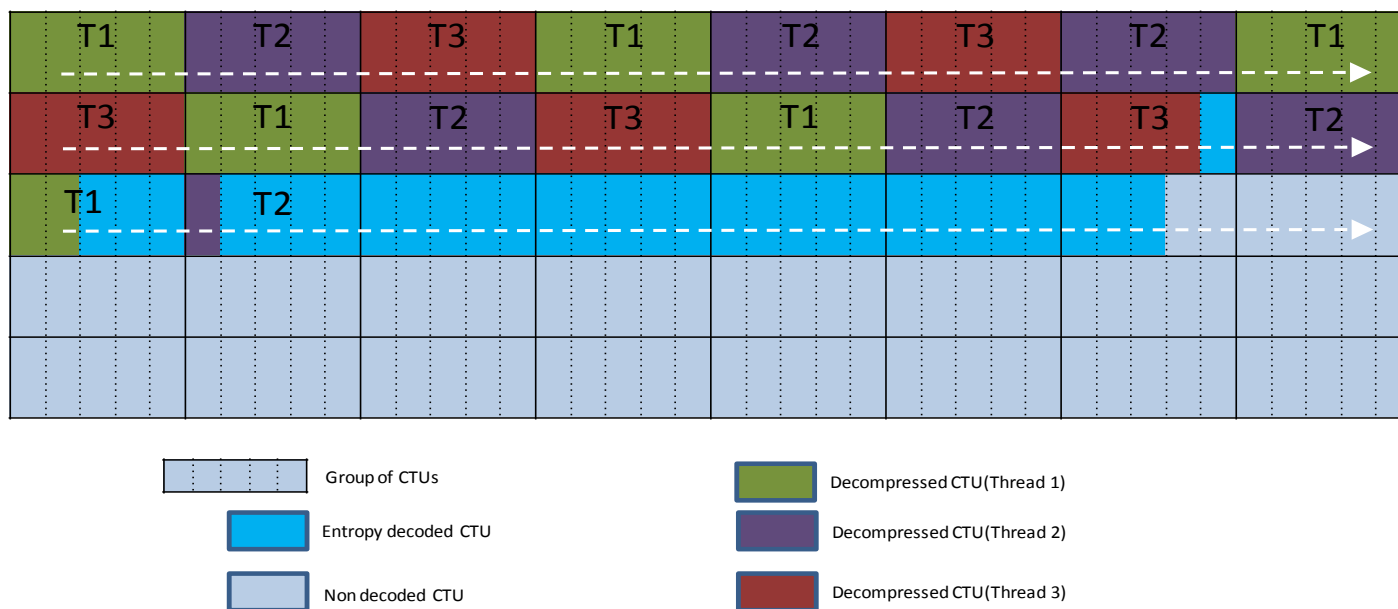 T1 T2 T3 T1 T2 T3 T2 T1
T3 T1 T2 T3 T1 T2 T3 T2
T1 T2
Group of CTUs
Entropy decoded CTU
Non decoded CTU
Decompressed CTU(Thread 1)
Decompressed CTU(Thread 2)
Decompressed CTU(Thread 3)